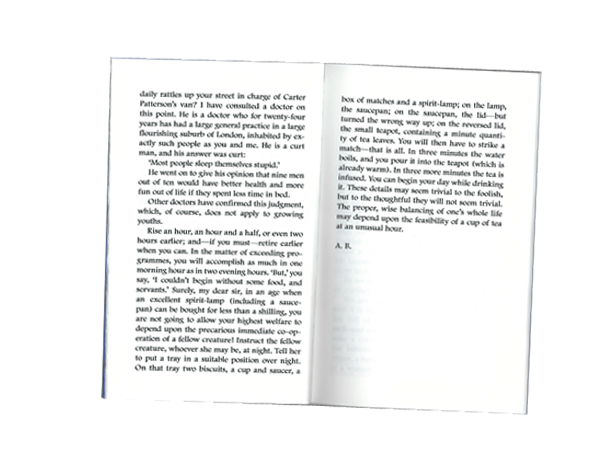 daily rattles up your street in charge of Carter
Patterson's van? I have consulted a doctor on
this point. He is a doctor who for twenty-four
years has had a large general practice in a large
flourishing suburb of London, inhabited by ex-
actly such people as you and me. He is a curt
man, and his answer was curt:
'Most people sleep themselves stupid.'
He went on to give his opinion that nine men
out of ten would have better health and more
fun out of life if they spent less time in bed.
Other doctors have confirmed this judgment,
which, of course, does not apply to growing
youths.
Rise an hour, an hour and a half, or even two
hours earlier; and—if you must—retire earlier
when you can. In the matter of exceeding pro-
grammes, you will accomplish as much in one
morning hour as in two evening hours. 'But,' you
say, 'I couldn't begin without some food, and
servants.' Surely, my dear sir, in an age when
an excellent spirit-lamp (including a sauce-
pan) can be bought for less than a shilling, you
are not going to allow your highest welfare to
depend upon the precarious immediate co-op-
eration of a fellow creature! Instruct the fellow
creature, whoever she may be, at night. Tell her
to put a tray in a suitable position over night.
On that tray two biscuits, a cup and saucer, a
box of matches and a spirit-lamp; on the lamp,
the saucepan; on the saucepan, the lid—but
turned the wrong way up; on the reversed lid,
the small teapot, containing a minute quanti-
ty of tea leaves. You will then have to strike a
match—that is all. In three minutes the water
boils, and you pour it into the teapot (which is
already warm). In three more minutes the tea is
infused. You can begin your day while drinking
it. These details may seem trivial to the foolish,
but to the thoughtful they will not seem trivial.
The proper, wise balancing of one's whole life
may depend upon the feasibility of a cup of tea
at an unusual hour.
A. B.